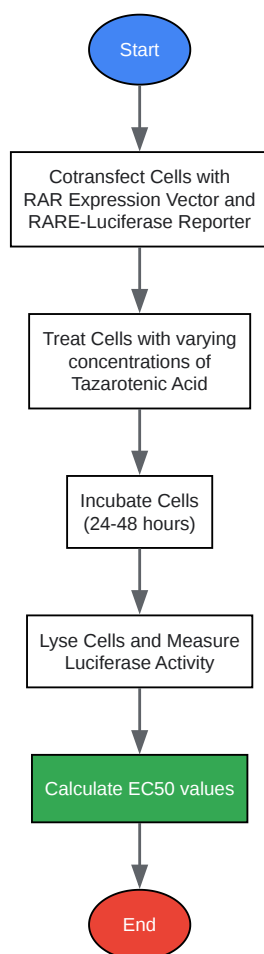 Start
Cotransfect Cells with
RAR Expression Vector and
RARE-Luciferase Reporter
Treat Cells with varying
concentrations of
Tazarotenic Acid
Incubate Cells
(24-48 hours)
Lyse Cells and Measure
Luciferase Activity
Calculate EC50 values
End